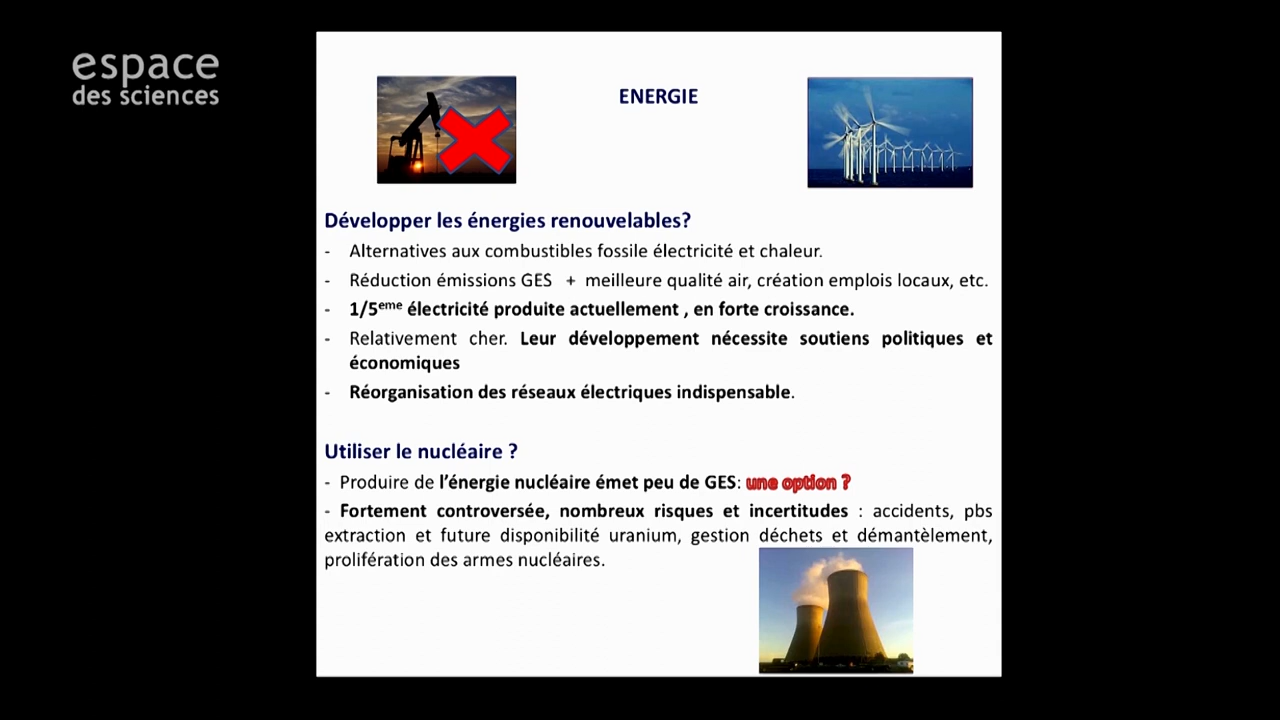 espace
des sciences
ENERGIE
Développer les énergies renouvelables?
- Alternatives aux combustibles fossile électricité et chaleur.
- Réduction émissions GES + meilleure qualité air, création emplois locaux, etc.
- 1/5eme électricité produite actuellement , en forte croissance.
- Relativement cher. Leur développement nécessite soutiens politiques et
économiques
- Réorganisation des réseaux électriques indispensable.
Utiliser le nucléaire ?
- Produire de l’énergie nucléaire émet peu de GES: une option ?
- Fortement controversée, nombreux risques et incertitudes : accidents, pbs
extraction et future disponibilité uranium, gestion déchets et démantèlement,
prolifération des armes nucléaires.